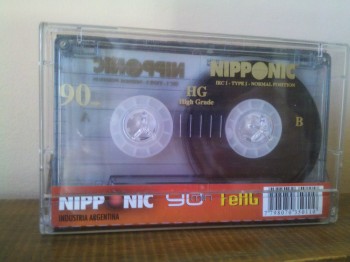 NIPPONIC
IEC I - TYPE I - NORMAL POSITION
90
HG
High Grade
A
B
NIPPONIC 90 FeHG
INDUSTRIA ARGENTINA